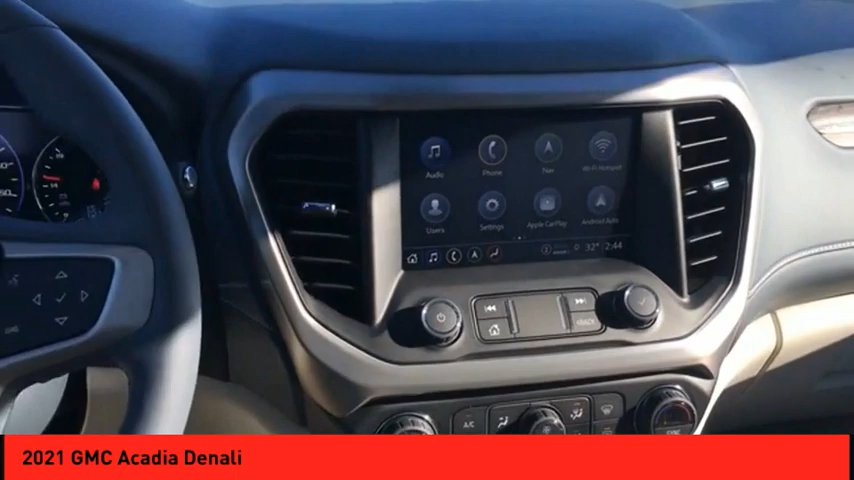 Audio Phone Nav Wi-Fi Hotspot
Users Settings Apple CarPlay Android Auto
32° 2:44
BACK
A/C
SYNC
2021 GMC Acadia Denali